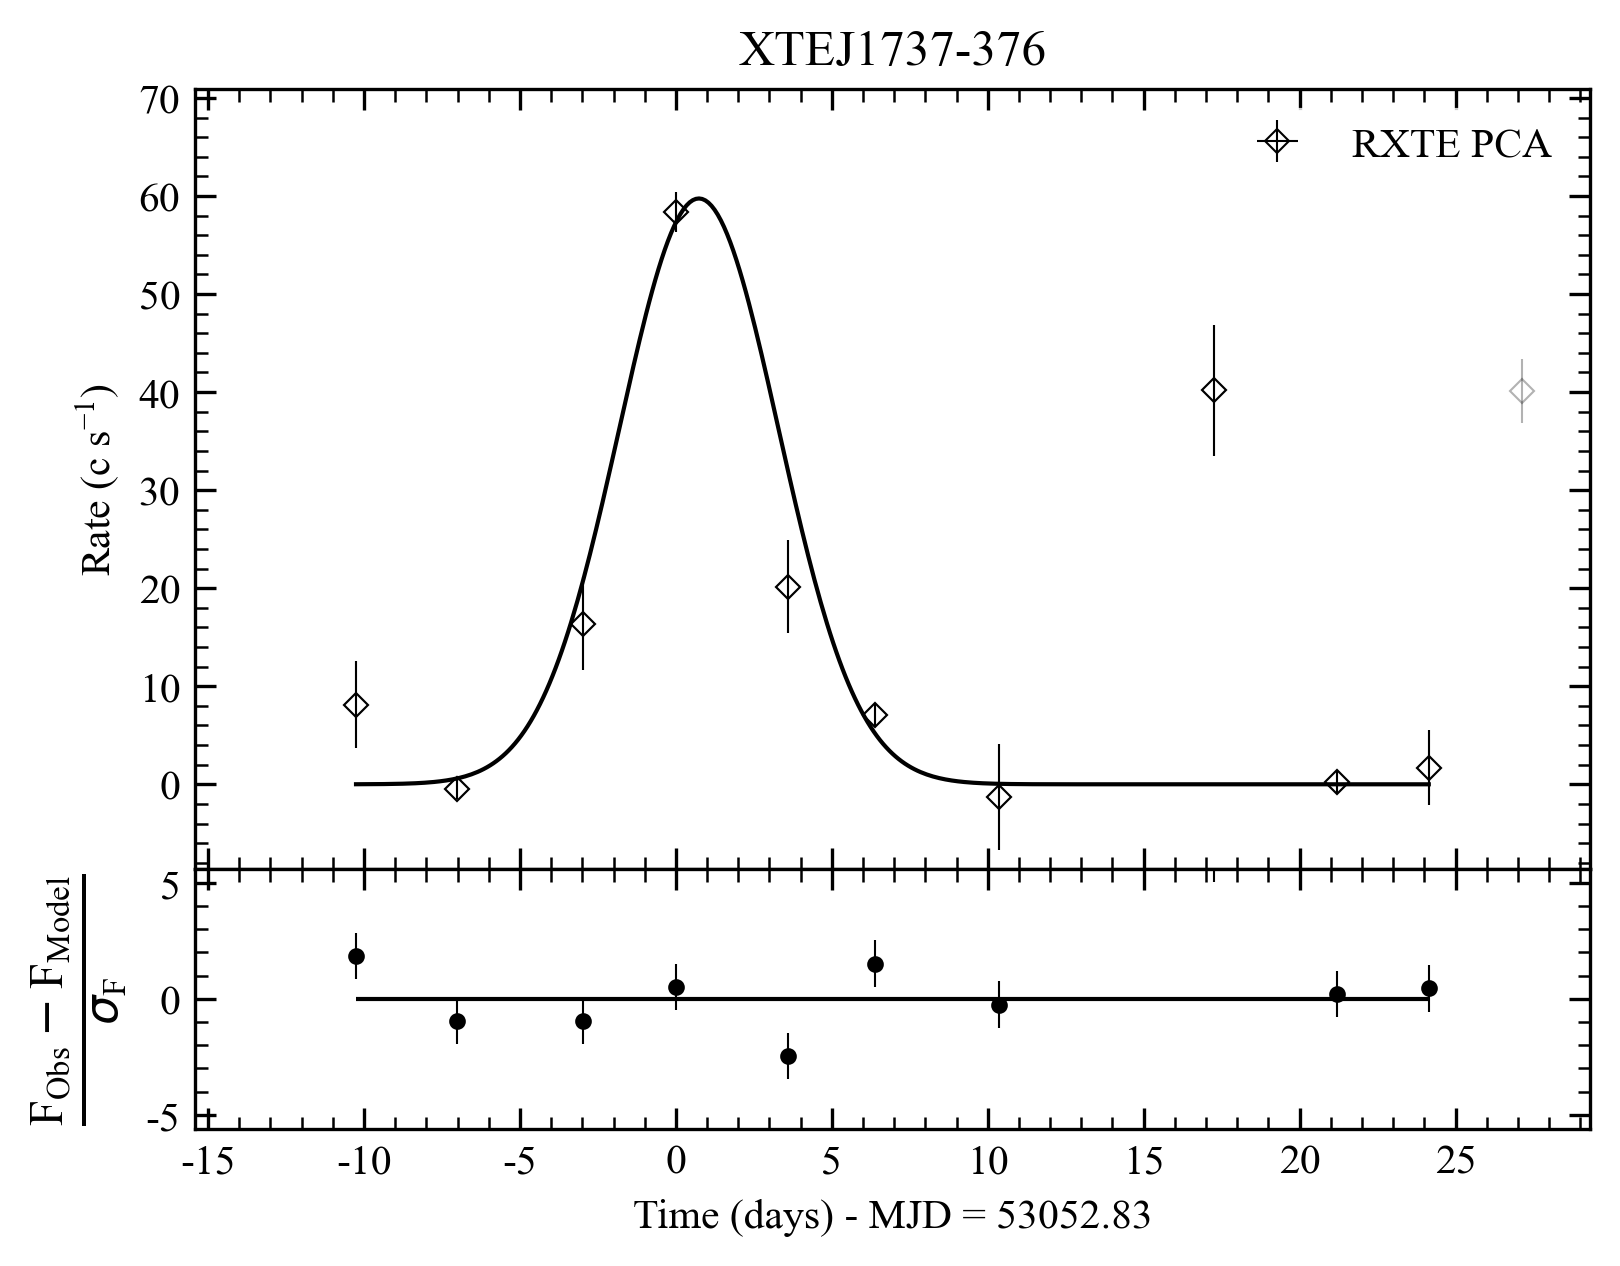 XTEJ1737-376
RXTE PCA
70
60
50
40
30
20
10
0
Rate (c s⁻¹)
5
0
-5
F_Obs − F_Model
σ_F
-15 -10 -5 0 5 10 15 20 25
Time (days) - MJD = 53052.83